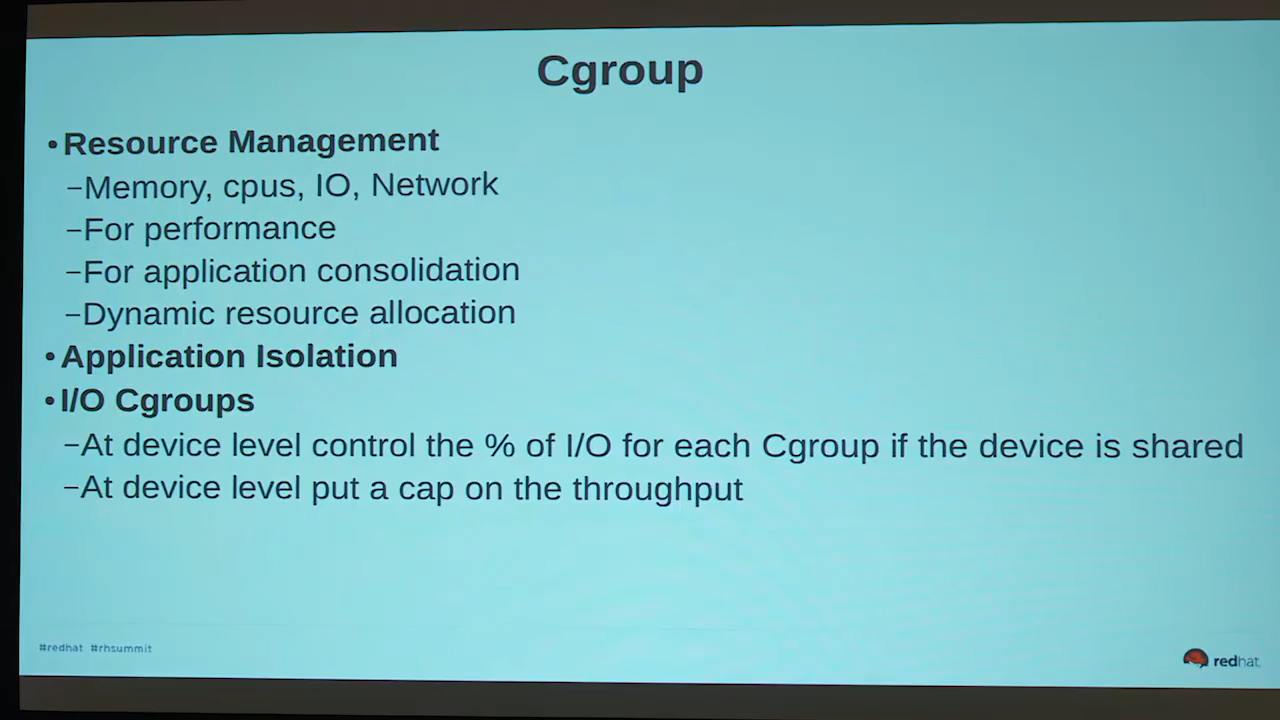 Cgroup
•Resource Management
–Memory, cpus, IO, Network
–For performance
–For application consolidation
–Dynamic resource allocation
•Application Isolation
•I/O Cgroups
–At device level control the % of I/O for each Cgroup if the device is shared
–At device level put a cap on the throughput
#redhat #rhsummit
redhat.